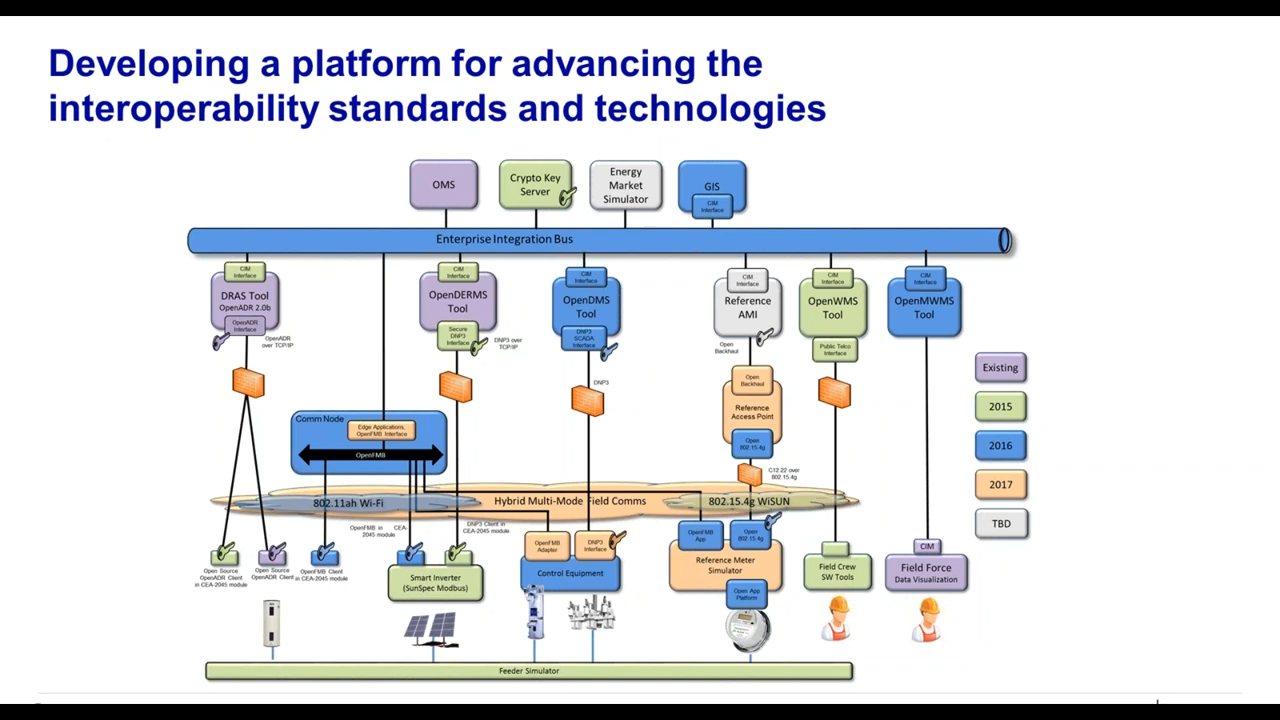 Developing a platform for advancing the
interoperability standards and technologies
OMS
Crypto Key
Server
Energy
Market
Simulator
GIS
CIM
Interface
Enterprise Integration Bus
CIM
Interface
DRAS Tool
OpenADR 2.0b
OpenADR
Interface
OpenADR
over TCP/IP
CIM
Interface
OpenDERMS
Tool
Secure
DNP3
Interface
DNP3 over
TCP/IP
CIM
Interface
OpenDMS
Tool
DNP3
SCADA
Interface
DNP3
CIM
Interface
Reference
AMI
Open
Backhaul
CIM
Interface
OpenWMS
Tool
Public Telco
Interface
CIM
Interface
OpenMWMS
Tool
Existing
2015
2016
2017
TBD
Open
Backhaul
Reference
Access Point
Open
802.15.4g
C12.22 over
802.15.4g
Comm Node
Edge Applications,
OpenFMB Interface
OpenFMB
802.11ah Wi-Fi
Hybrid Multi-Mode Field Comms
802.15.4g WiSUN
OpenFMB in
2045 module
CEA-
DNP3 Client in
CEA-2045 module
Open Source
OpenADR Client
in CEA-2045 module
Open Source
OpenADR Client
OpenFMB Client
in CEA-2045 module
Smart Inverter
(SunSpec Modbus)
OpenFMB
Adapter
DNP3
Interface
Control Equipment
OpenFMB
App
Open
802.15.4g
Reference Meter
Simulator
Open App
Platform
Field Crew
SW Tools
CIM
Field Force
Data Visualization
Feeder Simulator